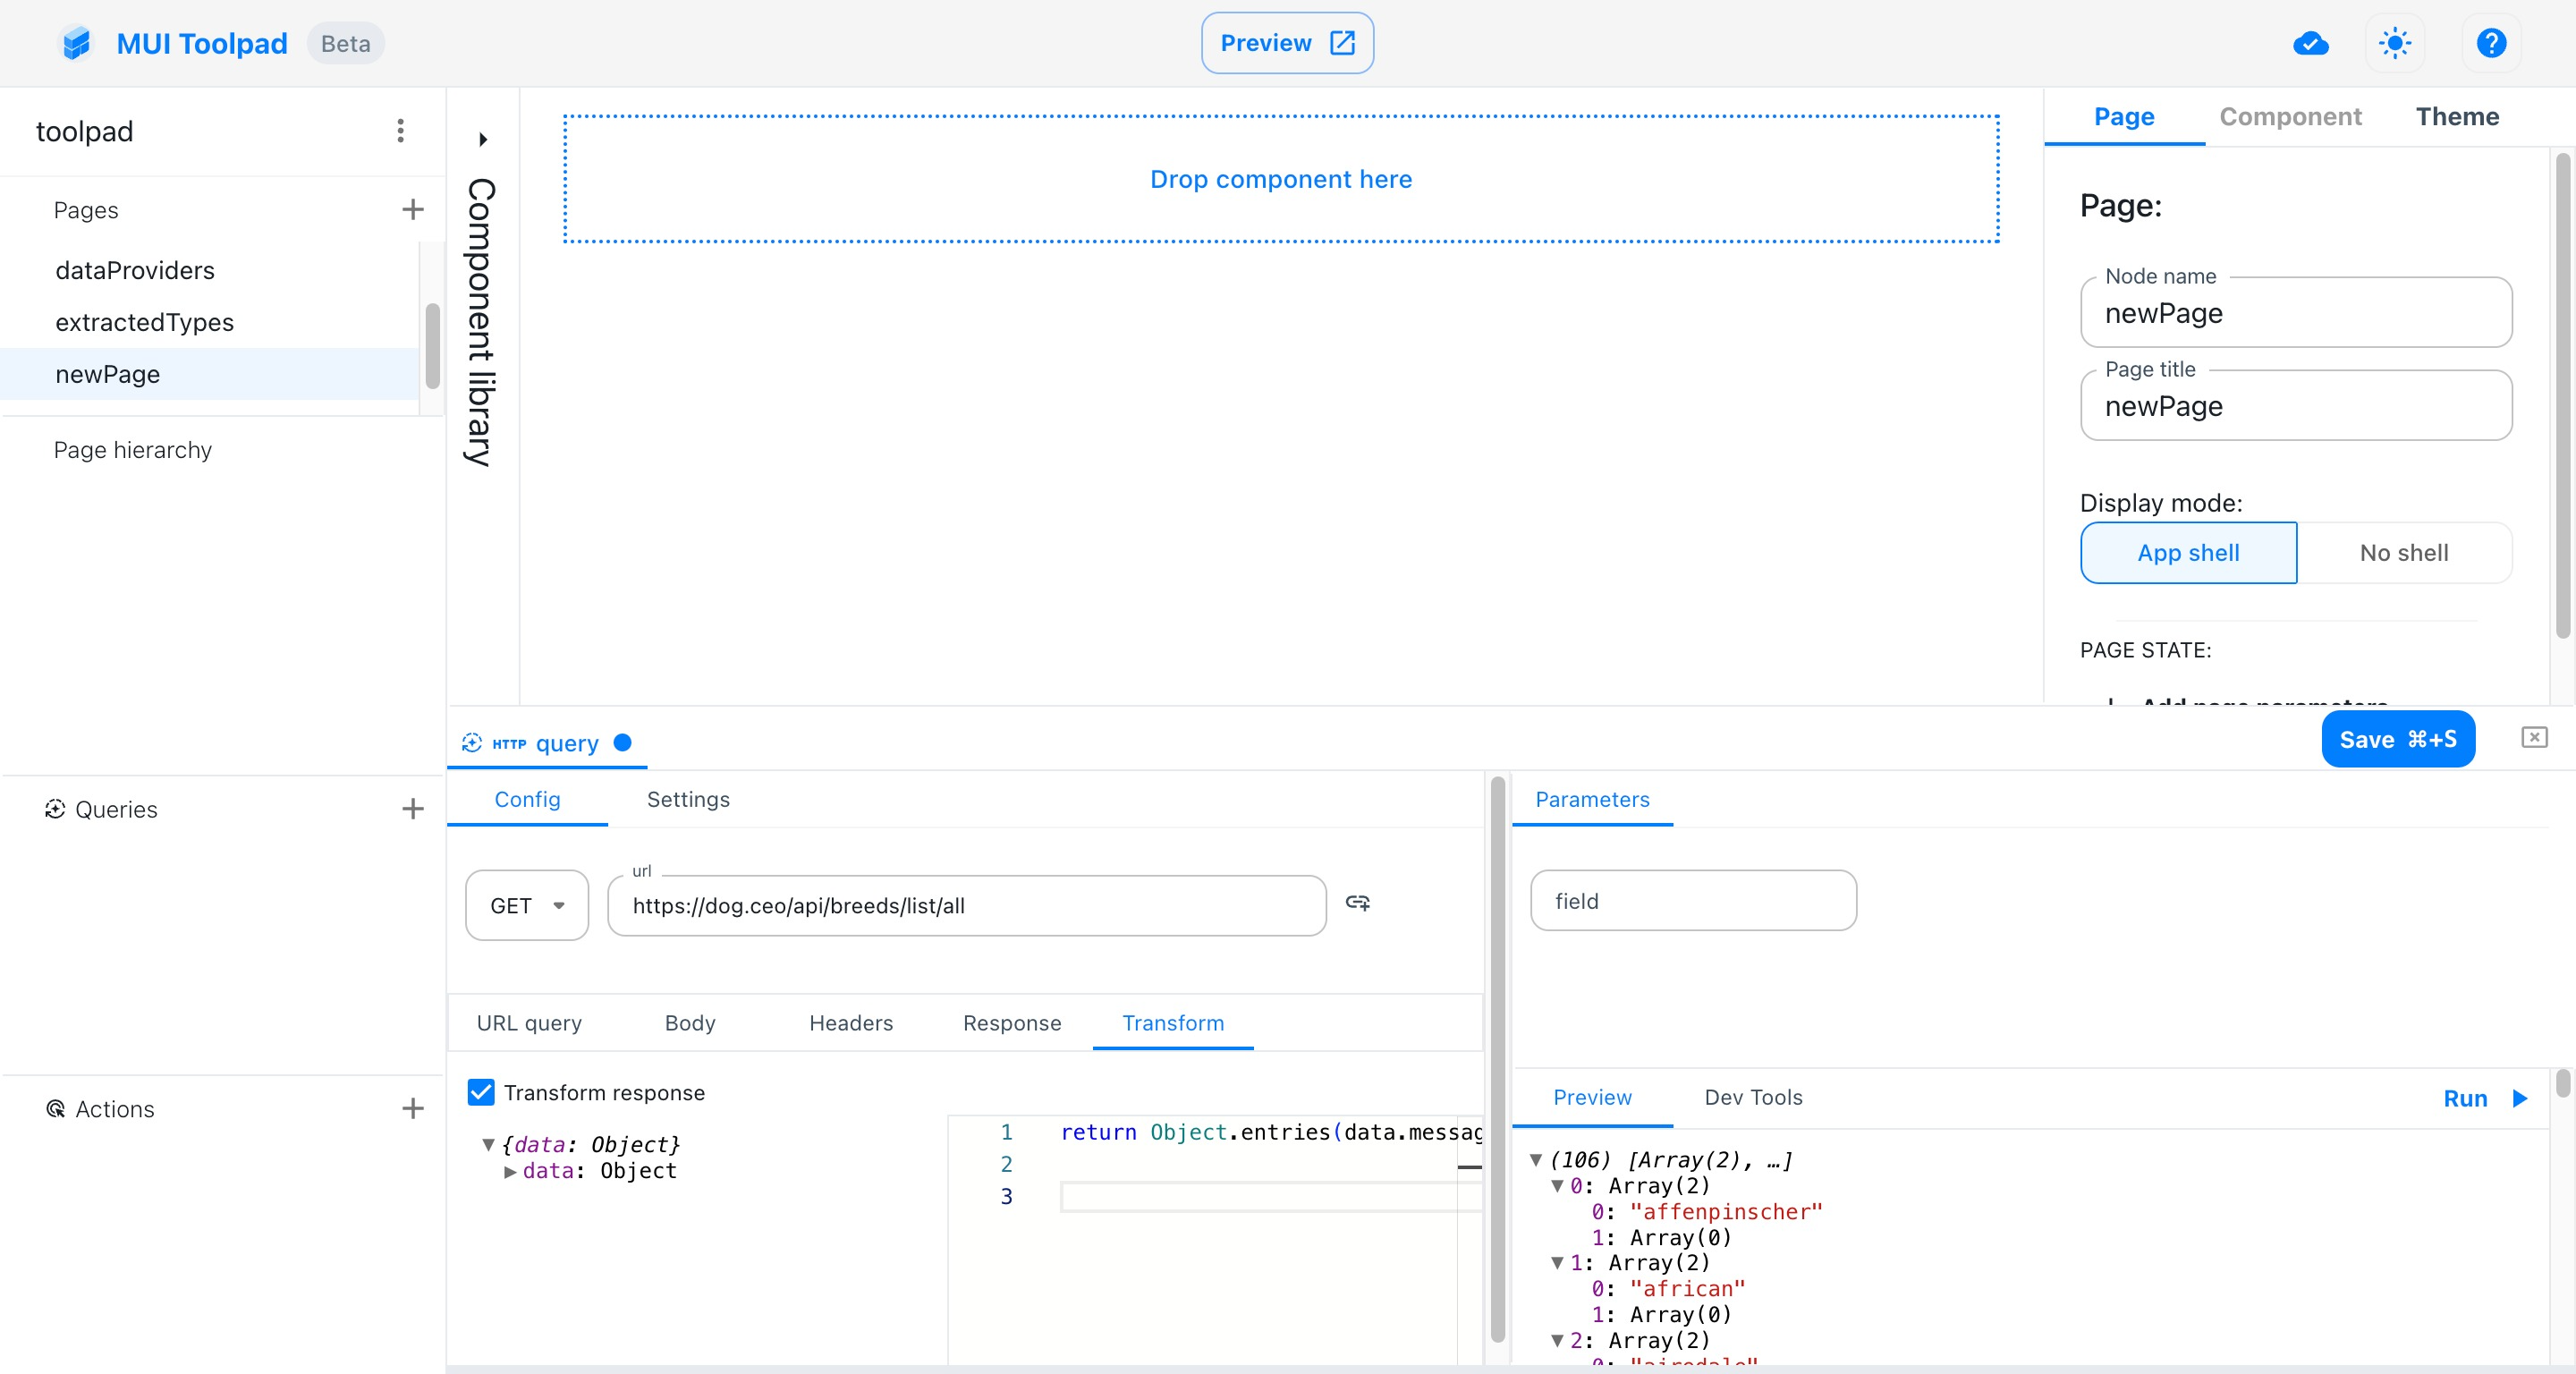 MUI Toolpad Beta
Preview
toolpad
Pages
dataProviders
extractedTypes
newPage
Page hierarchy
Queries
Actions
Component library
Drop component here
Page Component Theme
Page:
Node name
newPage
Page title
newPage
Display mode:
App shell No shell
PAGE STATE:
Add page parameters
HTTP query
Save ⌘+S
Config Settings
GET
url
https://dog.ceo/api/breeds/list/all
URL query Body Headers Response Transform
Transform response
▼ {data: Object}
▶ data: Object
1 return Object.entries(data.messag
2
3
Parameters
field
Preview Dev Tools
Run
▼ (106) [Array(2), …]
▼ 0: Array(2)
0: "affenpinscher"
1: Array(0)
▼ 1: Array(2)
0: "african"
1: Array(0)
▼ 2: Array(2)
0: "airedale"